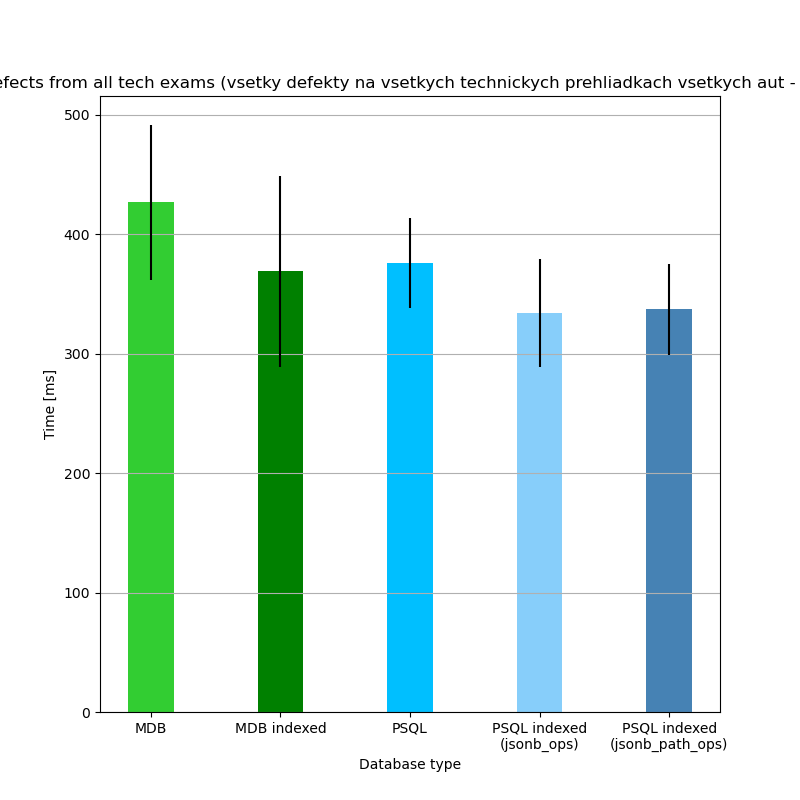 from all tech exams (vsetky defekty na vsetkych technickych prehliadkach vsetkych aut -
500
400
300
200
100
0
Time [ms]
MDB
MDB indexed
PSQL
PSQL indexed
(jsonb_ops)
PSQL indexed
(jsonb_path_ops)
Database type